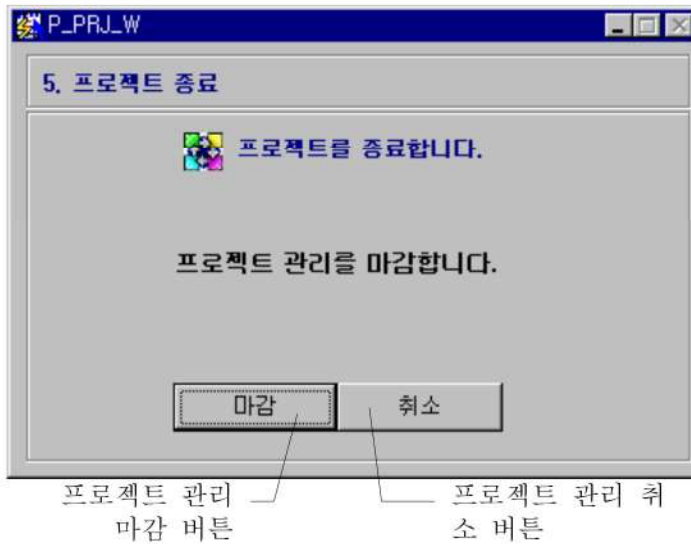 P_PRJ_W
5. 프로젝트 종료
프로젝트를 종료합니다.
프로젝트 관리를 마감합니다.
마감 취소
프로젝트 관리 프로젝트 관리 취
마감 버튼 소 버튼